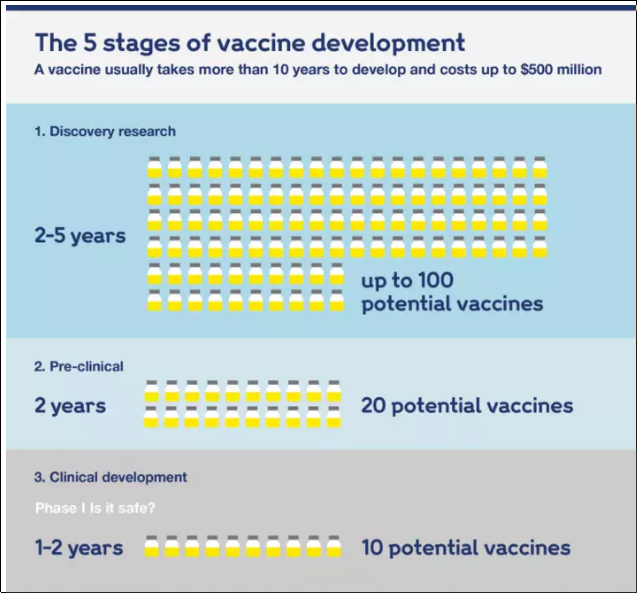 The 5 stages of vaccine development
A vaccine usually takes more than 10 years to develop and costs up to $500 million
1. Discovery research
2-5 years
up to 100
potential vaccines
2. Pre-clinical
2 years
20 potential vaccines
3. Clinical development
Phase I Is it safe?
1-2 years
10 potential vaccines